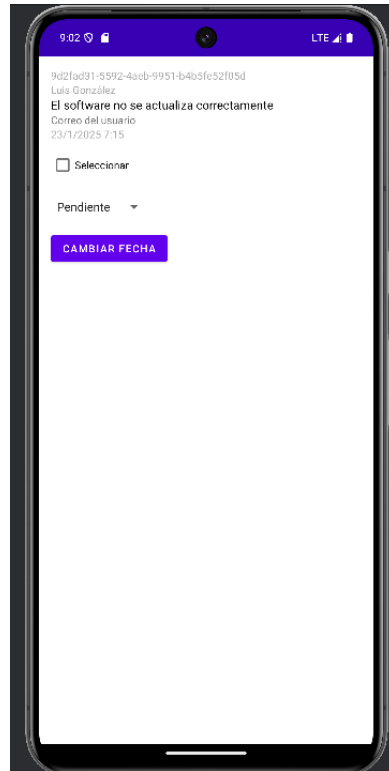 9:02 LTE
9d2fad31-5592-4aeb-9951-b4b5fe52f05d
Luis González
El software no se actualiza correctamente
Correo del usuario
23/1/2025 7:15
Seleccionar
Pendiente
CAMBIAR FECHA